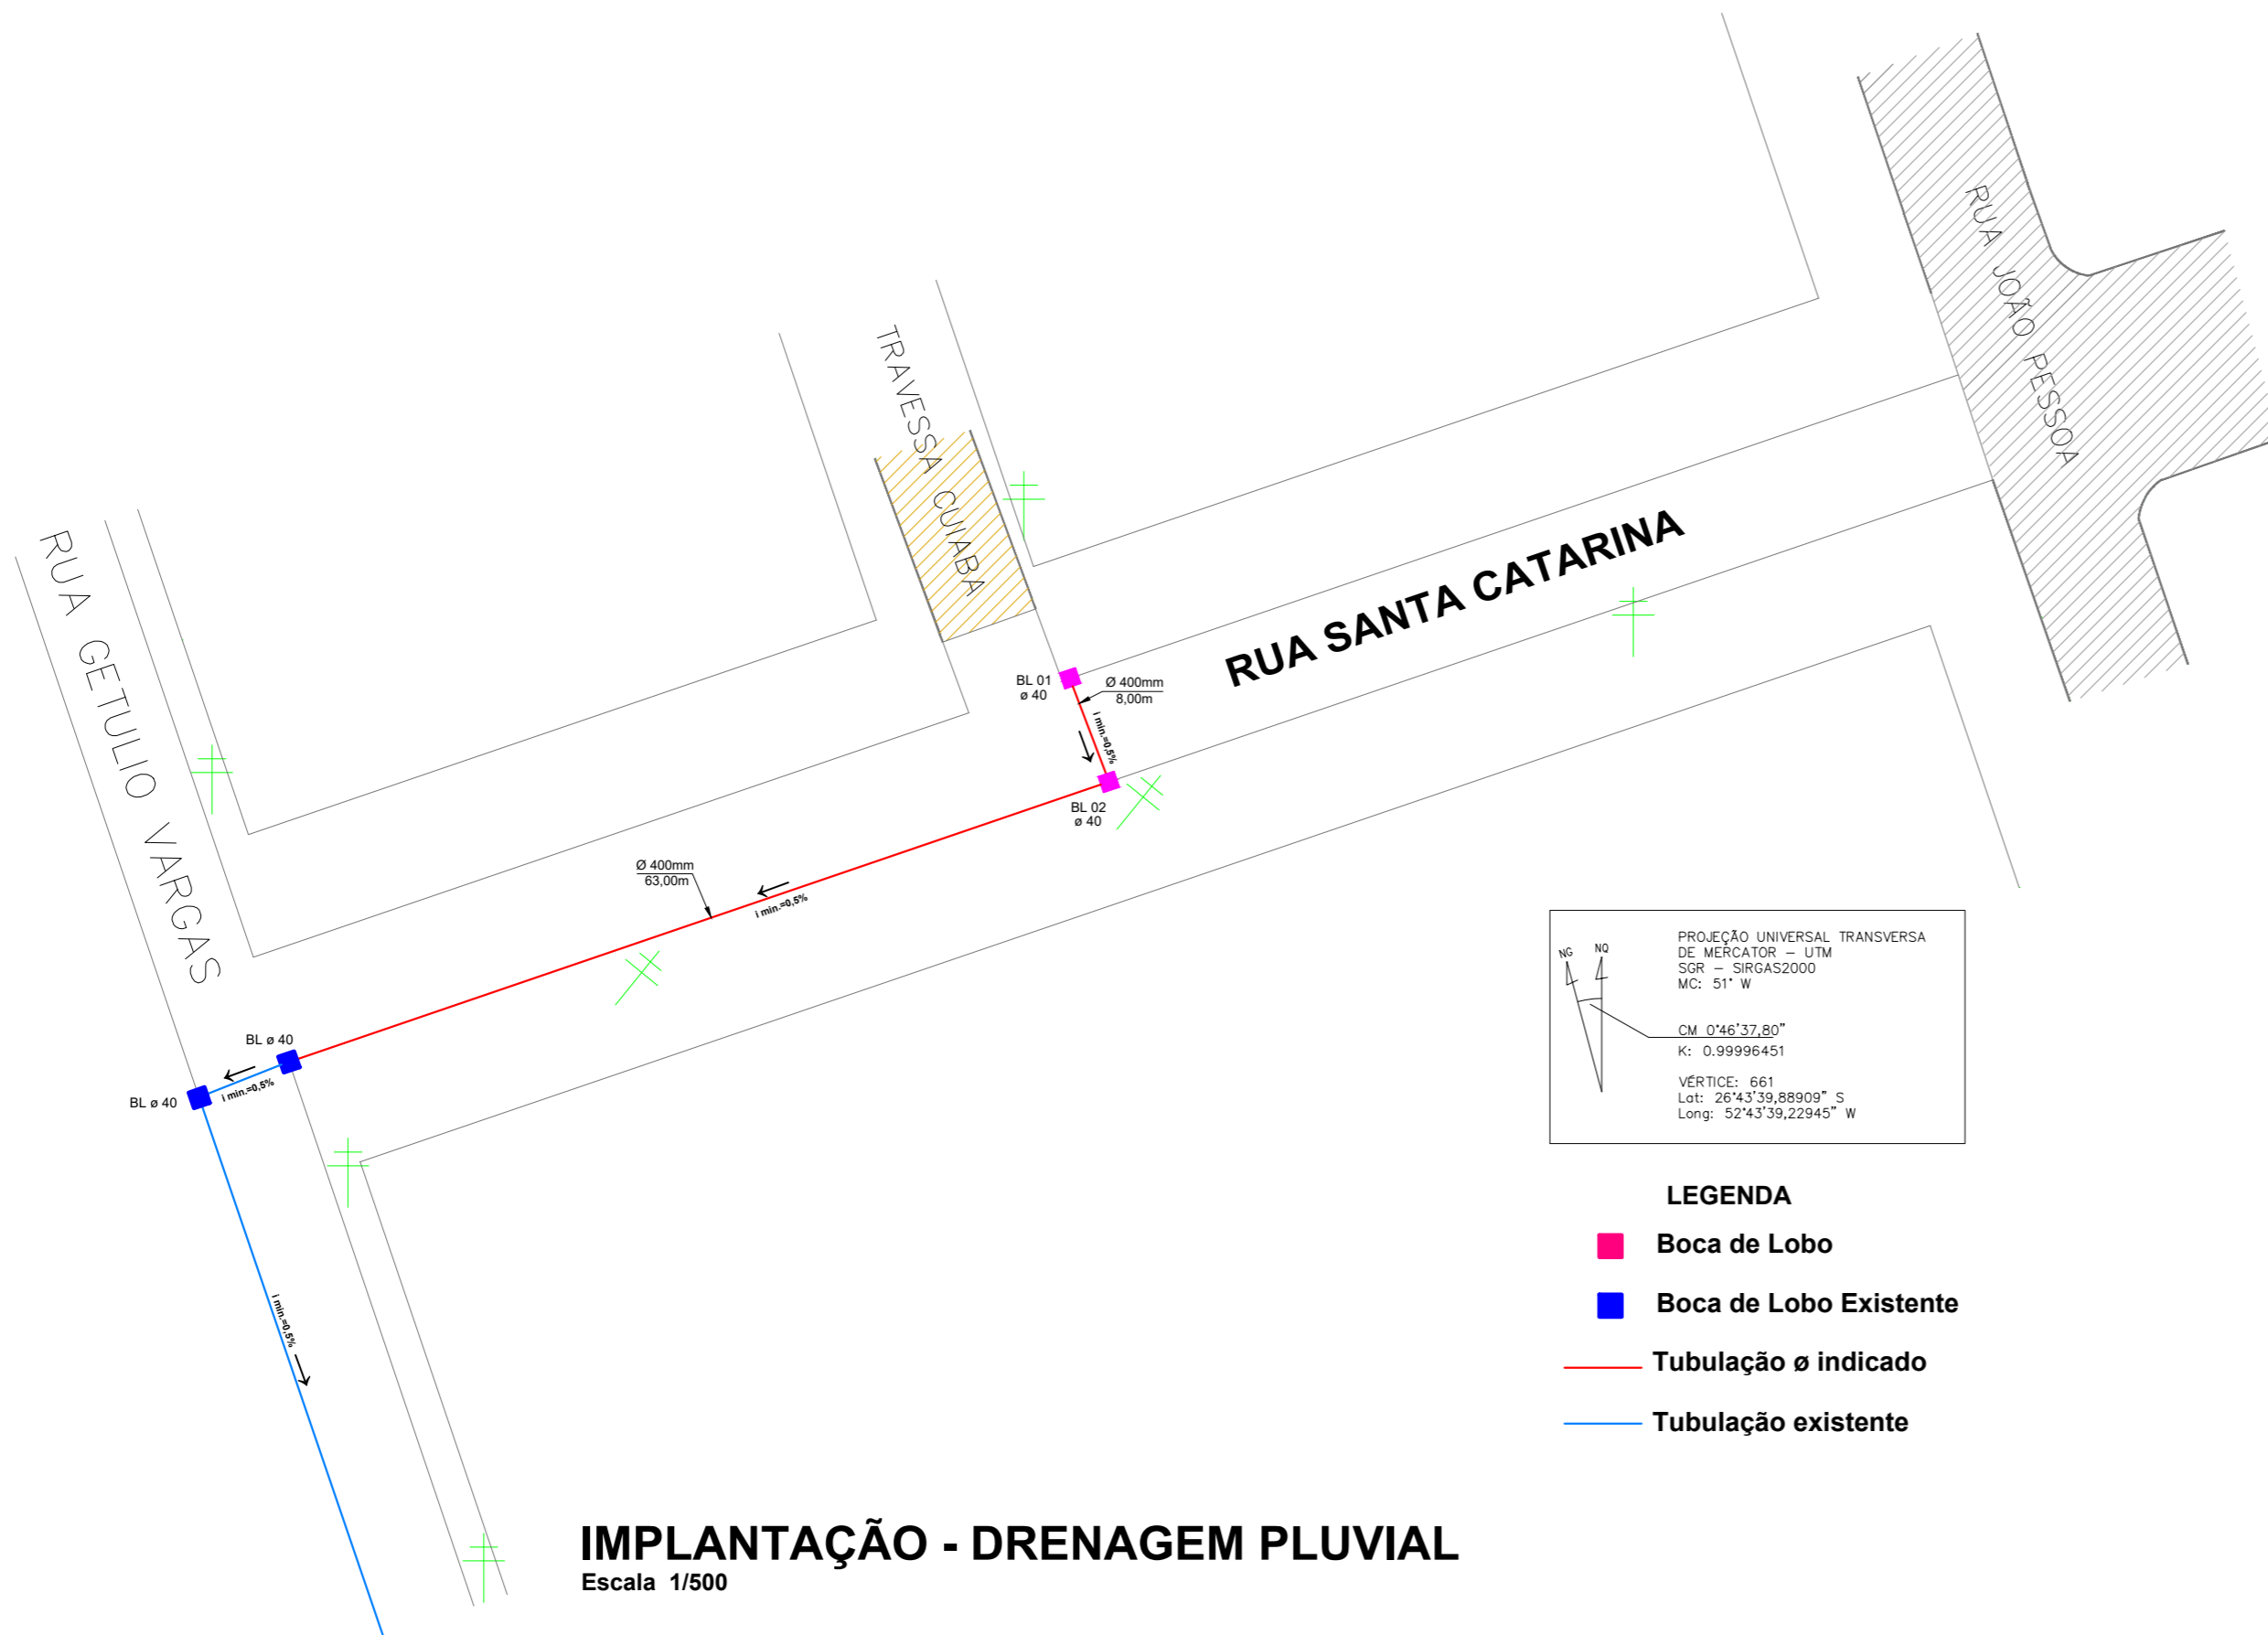 RUA JOÃO PESSOA
TRAVESSA CUIABA
RUA GETULIO VARGAS
RUA SANTA CATARINA
BL 01
ø 40
Ø 400mm
8,00m
i min.=0,5%
BL 02
ø 40
Ø 400mm
63,00m
i min.=0,5%
BL ø 40
i min.=0,5%
BL ø 40
i min.=0,5%
NG
NQ
PROJEÇÃO UNIVERSAL TRANSVERSA
DE MERCATOR – UTM
SGR – SIRGAS2000
MC: 51° W
CM 0°46'37,80"
K: 0.99996451
VÉRTICE: 661
Lat: 26°43'39,88909" S
Long: 52°43'39,22945" W
LEGENDA
Boca de Lobo
Boca de Lobo Existente
Tubulação ø indicado
Tubulação existente
IMPLANTAÇÃO - DRENAGEM PLUVIAL
Escala 1/500